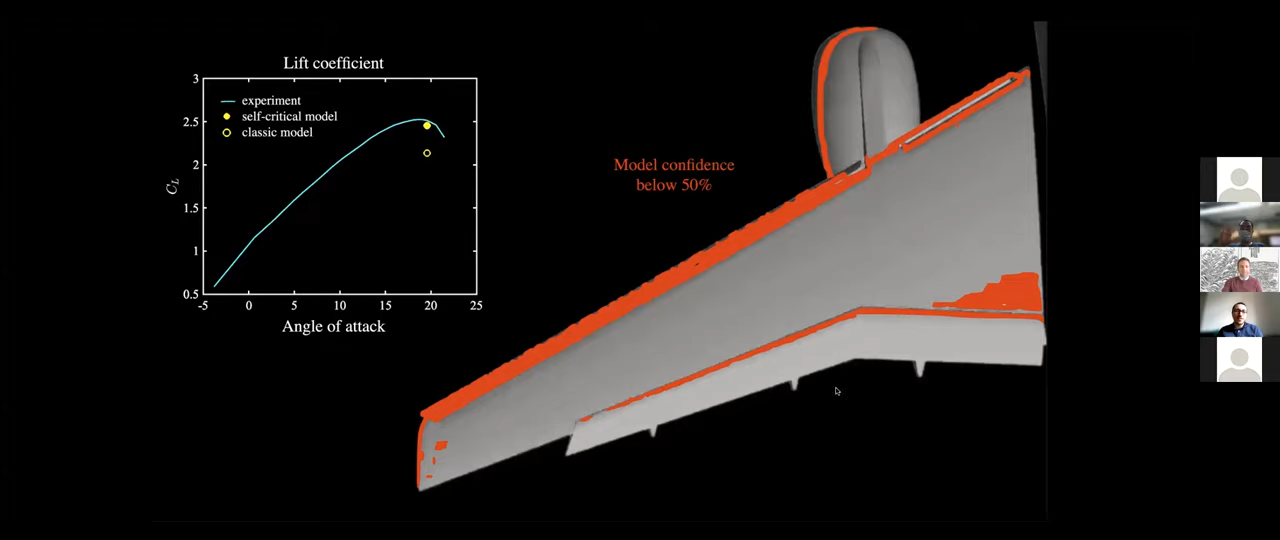 Lift coefficient
3
2.5
2
1.5
1
0.5
C_L
experiment
self-critical model
classic model
-5 0 5 10 15 20 25
Angle of attack
Model confidence
below 50%